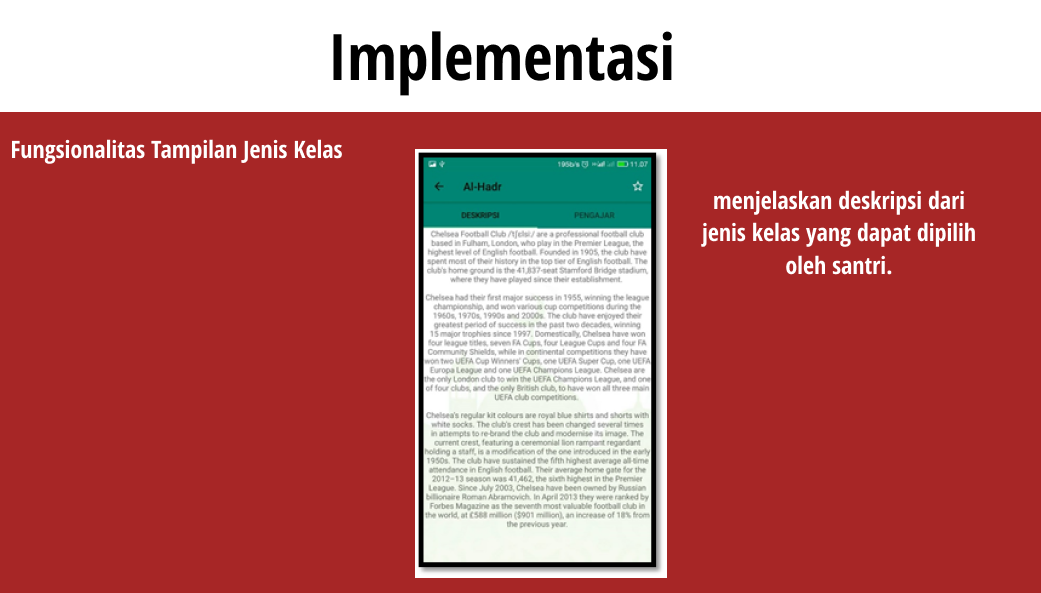 Implementasi
Fungsionalitas Tampilan Jenis Kelas
195b/s 11.07
Al-Hadr
DESKRIPSI PENGAJAR
Chelsea Football Club /tʃɛlsi/ are a professional football club
based in Fulham, London, who play in the Premier League, the
highest level of English football. Founded in 1905, the club have
spent most of their history in the top tier of English football. The
club's home ground is the 41,837-seat Stamford Bridge stadium,
where they have played since their establishment.
Chelsea had their first major success in 1955, winning the league
championship, and won various cup competitions during the
1960s, 1970s, 1990s and 2000s. The club have enjoyed their
greatest period of success in the past two decades, winning
15 major trophies since 1997. Domestically, Chelsea have won
four league titles, seven FA Cups, four League Cups and four FA
Community Shields, while in continental competitions they have
won two UEFA Cup Winners' Cups, one UEFA Super Cup, one UEFA
Europa League and one UEFA Champions League. Chelsea are
the only London club to win the UEFA Champions League, and one
of four clubs, and the only British club, to have won all three main
UEFA club competitions.
Chelsea's regular kit colours are royal blue shirts and shorts with
white socks. The club's crest has been changed several times
in attempts to re-brand the club and modernise its image. The
current crest, featuring a ceremonial lion rampant regardant
holding a staff, is a modification of the one introduced in the early
1950s. The club have sustained the fifth highest average all-time
attendance in English football. Their average home gate for the
2012–13 season was 41,462, the sixth highest in the Premier
League. Since July 2003, Chelsea have been owned by Russian
billionaire Roman Abramovich. In April 2013 they were ranked by
Forbes Magazine as the seventh most valuable football club in
the world, at £588 million ($901 million), an increase of 18% from
the previous year.
menjelaskan deskripsi dari
jenis kelas yang dapat dipilih
oleh santri.